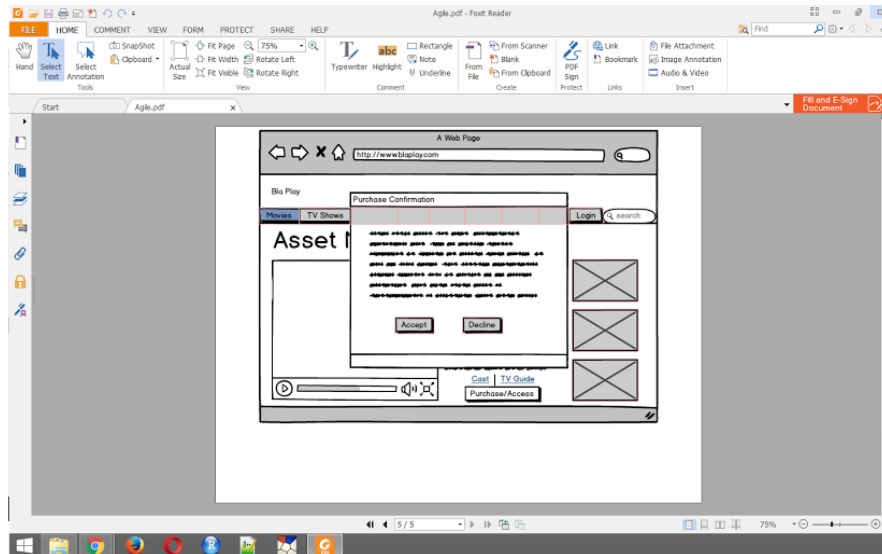 Agile.pdf - Foxit Reader
FILE HOME COMMENT VIEW FORM PROTECT SHARE HELP
Find
Hand
Select Text
Select Annotation
SnapShot
Clipboard
Tools
Actual Size
Fit Page
Fit Width
Fit Visible
75%
Rotate Left
Rotate Right
View
Typewriter
abc
Highlight
Rectangle
Note
Underline
Comment
From File
From Scanner
Blank
From Clipboard
Create
PDF Sign
Protect
Link
Bookmark
Links
File Attachment
Image Annotation
Audio & Video
Insert
Start
Agile.pdf
Fill and E-Sign
Document
A Web Page
http://www.blaplay.com
Bla Play
Purchase Confirmation
Movies TV Shows
Login search
Asset
Accept Decline
Cast TV Guide
Purchase/Access
5 / 5
75%